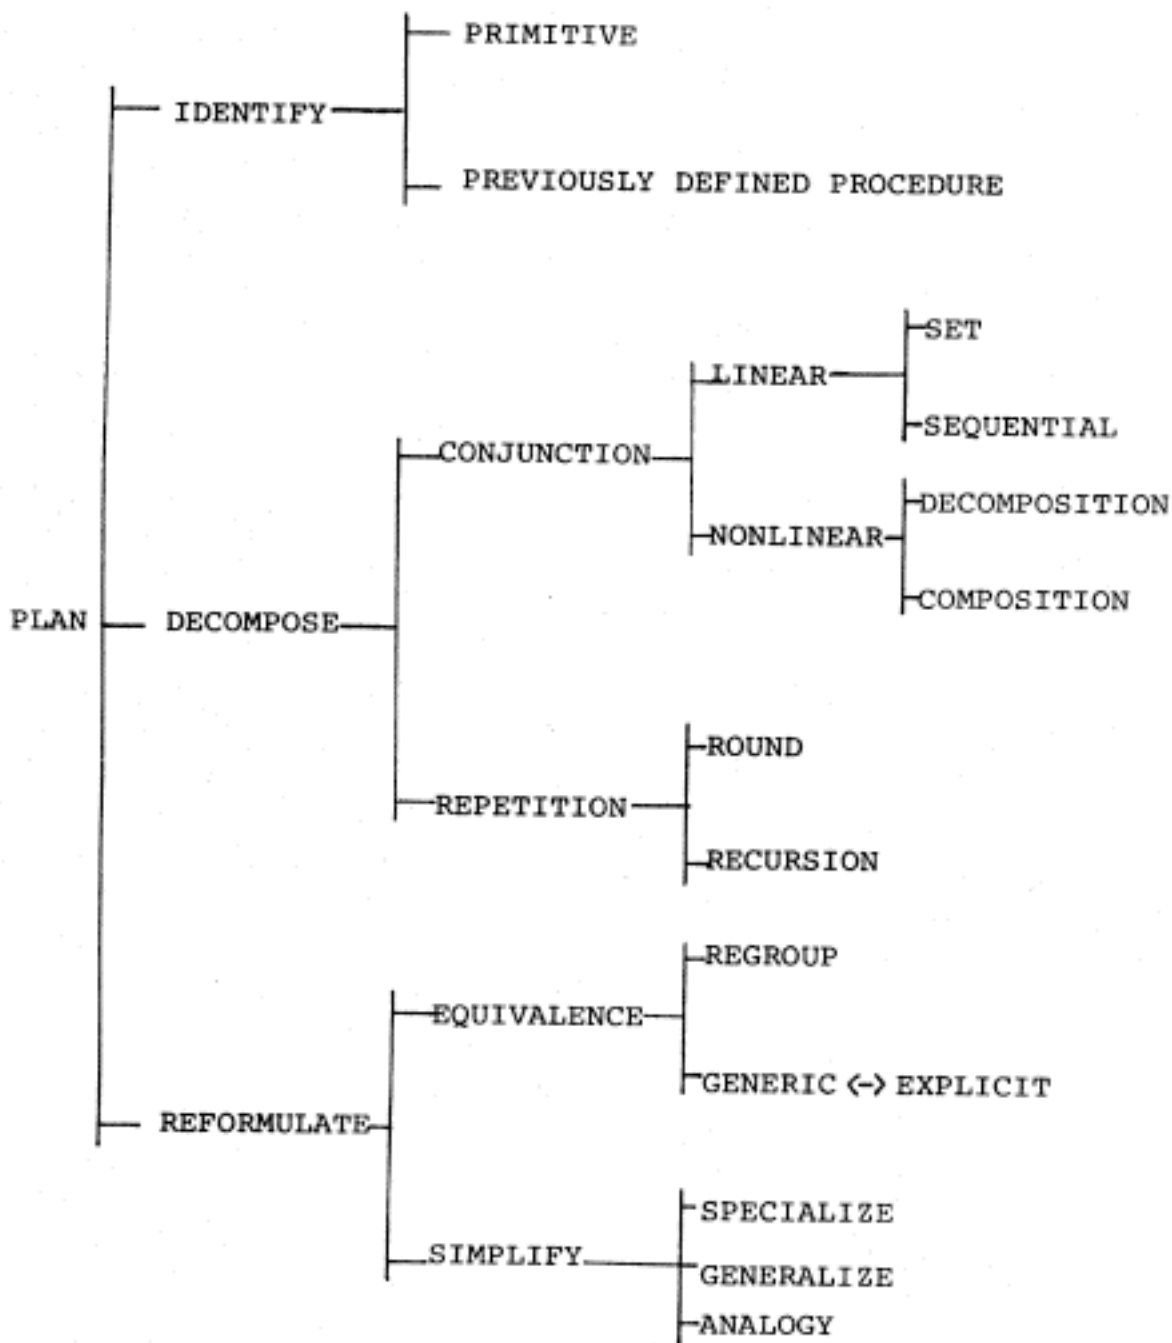 PRIMITIVE
IDENTIFY
PREVIOUSLY DEFINED PROCEDURE
SET
LINEAR
SEQUENTIAL
CONJUNCTION
DECOMPOSITION
NONLINEAR
COMPOSITION
PLAN
DECOMPOSE
ROUND
REPETITION
RECURSION
REGROUP
EQUIVALENCE
GENERIC <-> EXPLICIT
REFORMULATE
SPECIALIZE
SIMPLIFY
GENERALIZE
ANALOGY